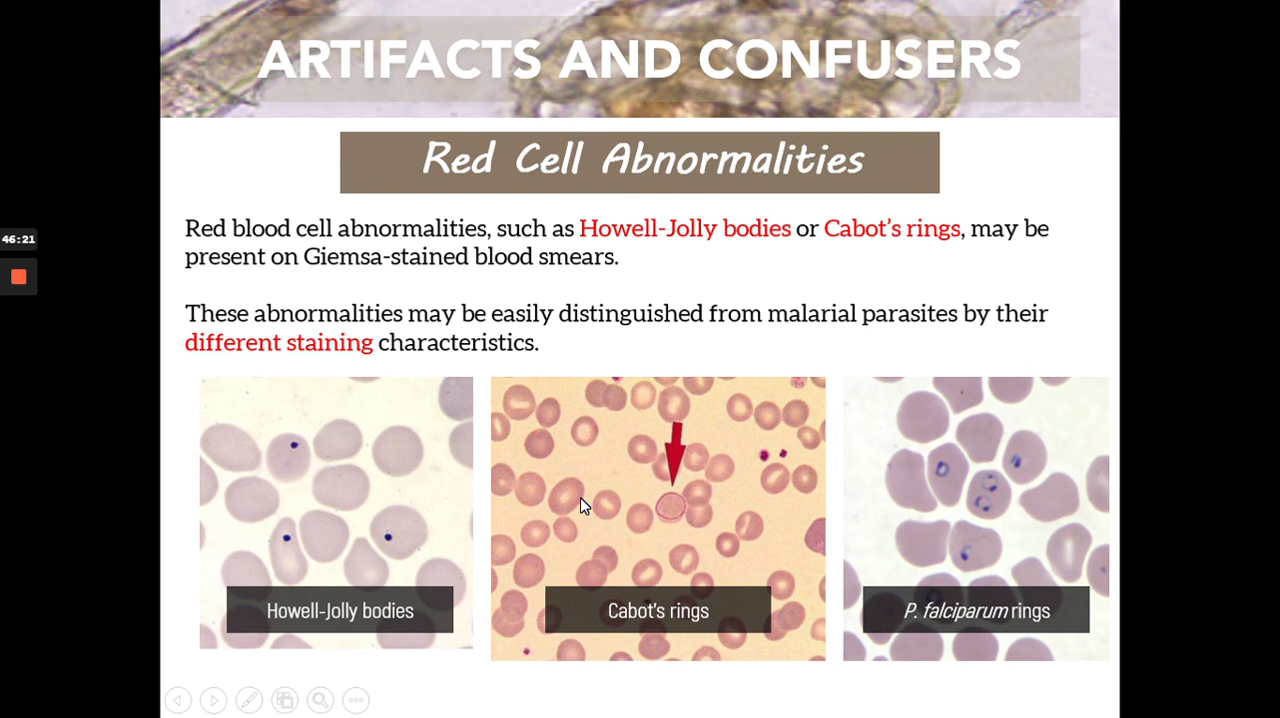 ARTIFACTS AND CONFUSERS
Red Cell Abnormalities
Red blood cell abnormalities, such as Howell-Jolly bodies or Cabot's rings, may be
present on Giemsa-stained blood smears.
46:21
These abnormalities may be easily distinguished from malarial parasites by their
different staining characteristics.
Howell-Jolly bodies
Cabot's rings
P. falciparum rings